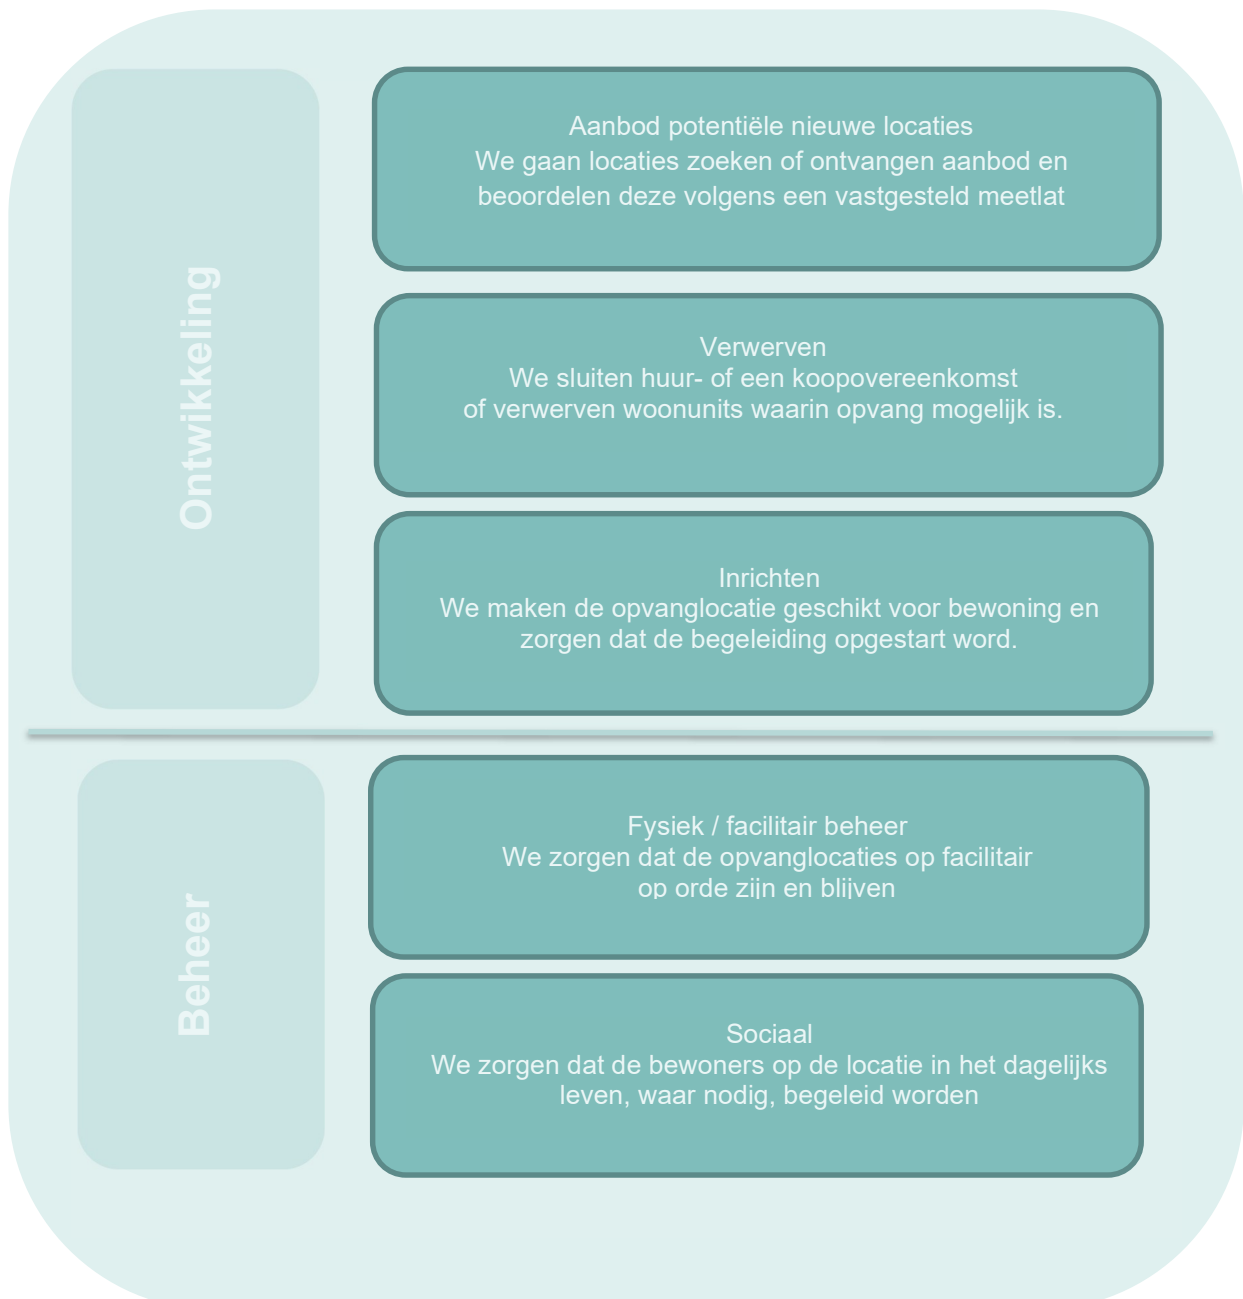 Ontwikkeling
Aanbod potentiële nieuwe locaties
We gaan locaties zoeken of ontvangen aanbod en
beoordelen deze volgens een vastgesteld meetlat
Verwerven
We sluiten huur- of een koopovereenkomst
of verwerven woonunits waarin opvang mogelijk is.
Inrichten
We maken de opvanglocatie geschikt voor bewoning en
zorgen dat de begeleiding opgestart word.
Beheer
Fysiek / facilitair beheer
We zorgen dat de opvanglocaties op facilitair
op orde zijn en blijven
Sociaal
We zorgen dat de bewoners op de locatie in het dagelijks
leven, waar nodig, begeleid worden